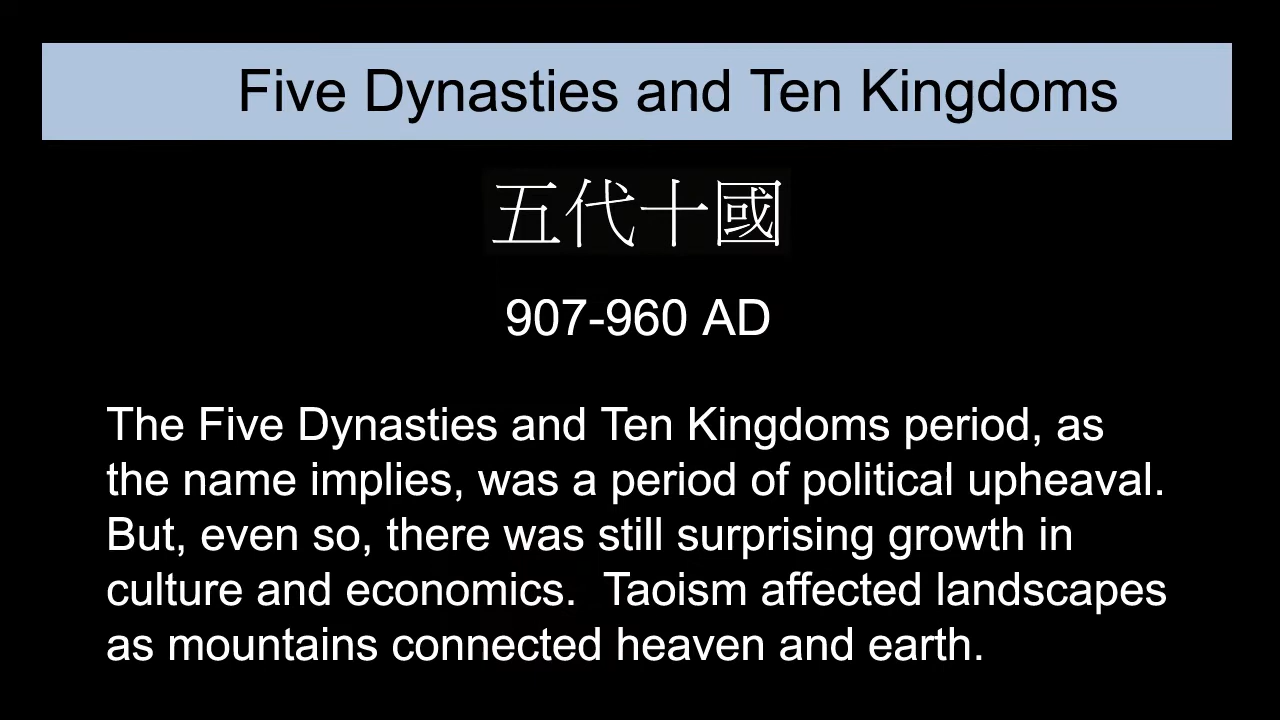 Five Dynasties and Ten Kingdoms
五代十國
907-960 AD
The Five Dynasties and Ten Kingdoms period, as
the name implies, was a period of political upheaval.
But, even so, there was still surprising growth in
culture and economics.  Taoism affected landscapes
as mountains connected heaven and earth.